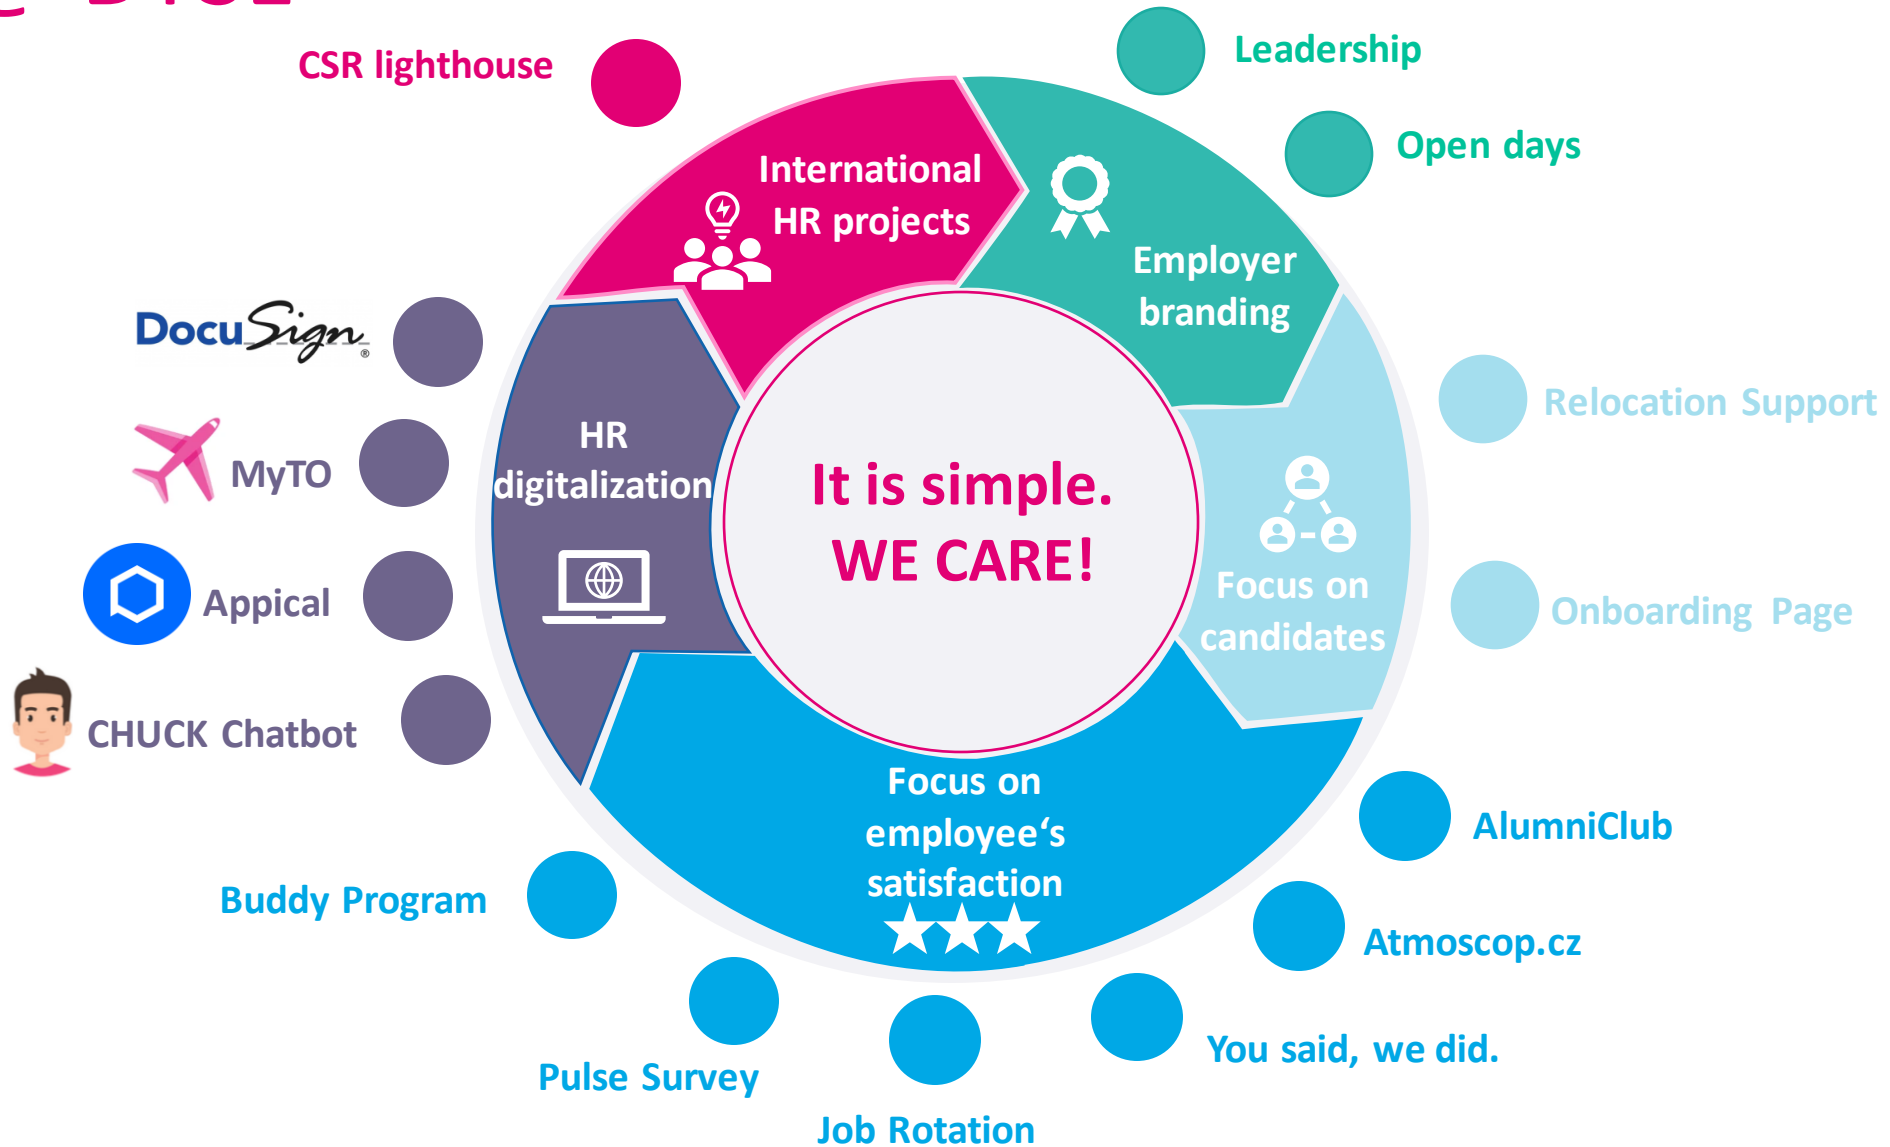 CSR lighthouse
Leadership
Open days
International
HR projects
Employer
branding
DocuSign®
MyTO
Appical
CHUCK Chatbot
HR
digitalization
It is simple.
WE CARE!
Relocation Support
Focus on
candidates
Onboarding Page
Focus on
employee‘s
satisfaction
AlumniClub
Atmoscop.cz
You said, we did.
Buddy Program
Pulse Survey
Job Rotation